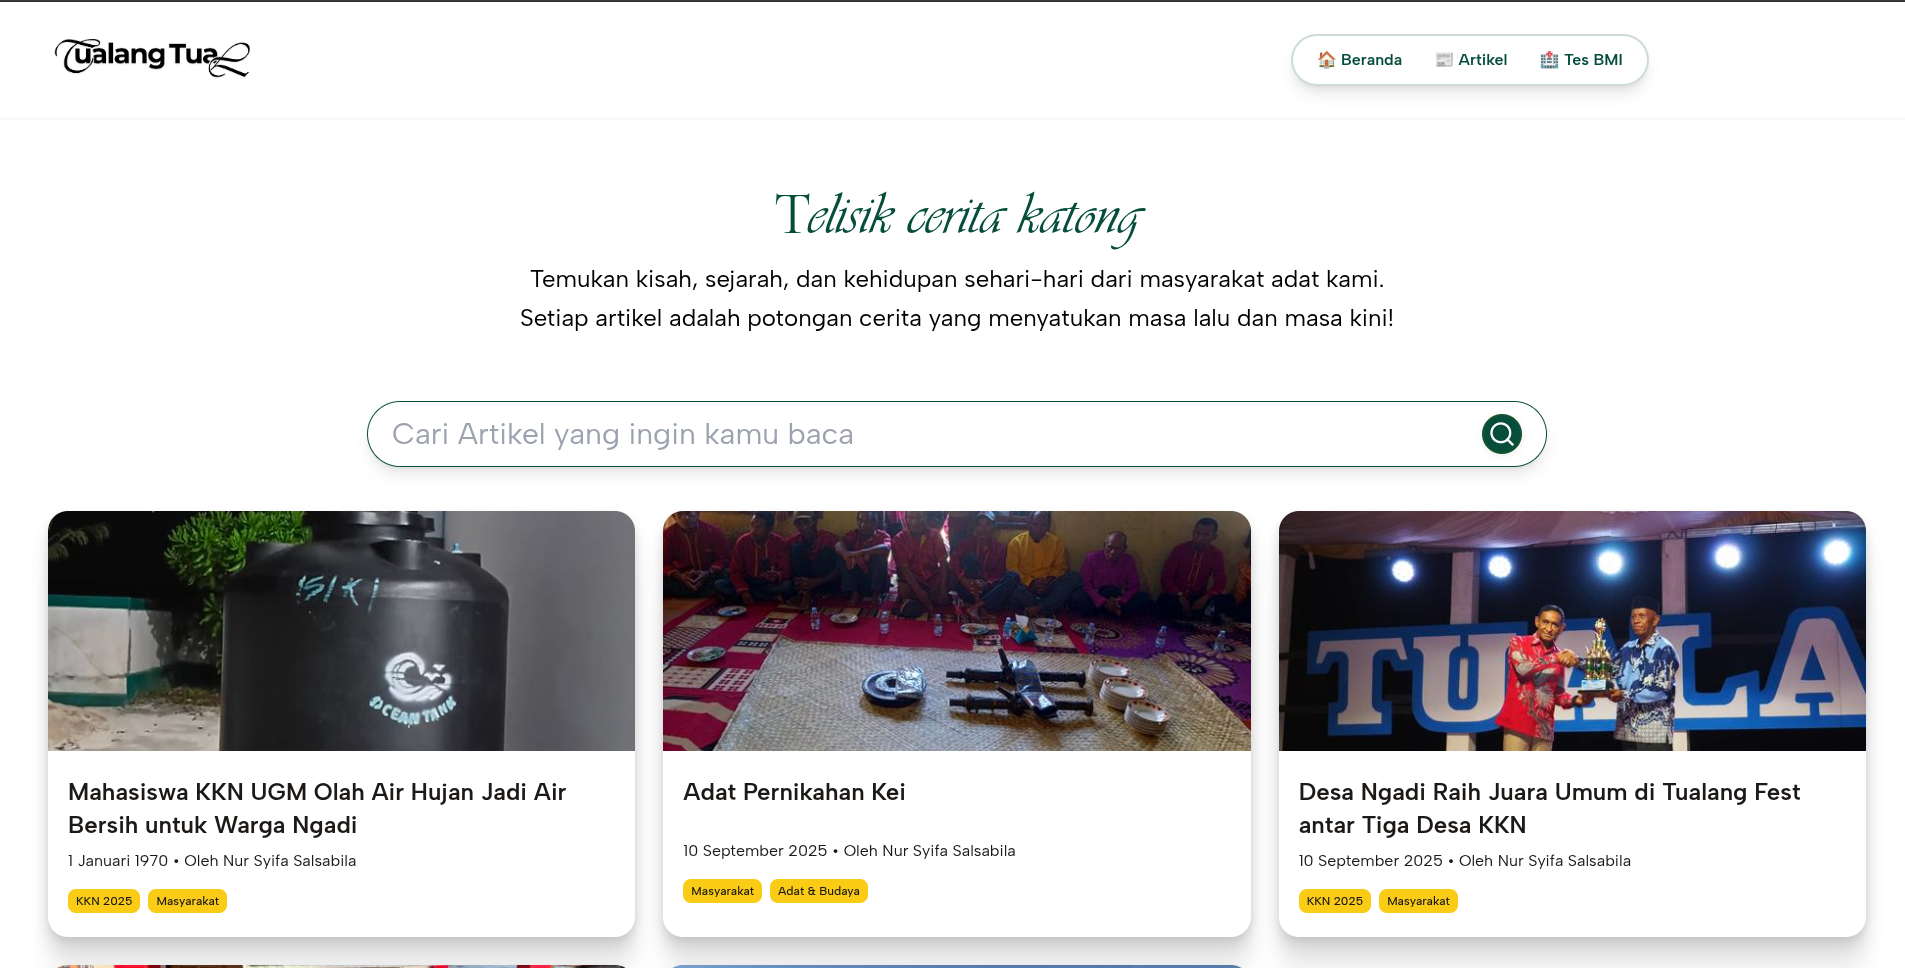 Tualang Tual
🏠 Beranda 📰 Artikel 🏥 Tes BMI
Telisik cerita katong
Temukan kisah, sejarah, dan kehidupan sehari-hari dari masyarakat adat kami.
Setiap artikel adalah potongan cerita yang menyatukan masa lalu dan masa kini!
Cari Artikel yang ingin kamu baca
OCEAN TANK
TUALA
Mahasiswa KKN UGM Olah Air Hujan Jadi Air
Bersih untuk Warga Ngadi
1 Januari 1970 • Oleh Nur Syifa Salsabila
KKN 2025 Masyarakat
Adat Pernikahan Kei
10 September 2025 • Oleh Nur Syifa Salsabila
Masyarakat Adat & Budaya
Desa Ngadi Raih Juara Umum di Tualang Fest
antar Tiga Desa KKN
10 September 2025 • Oleh Nur Syifa Salsabila
KKN 2025 Masyarakat